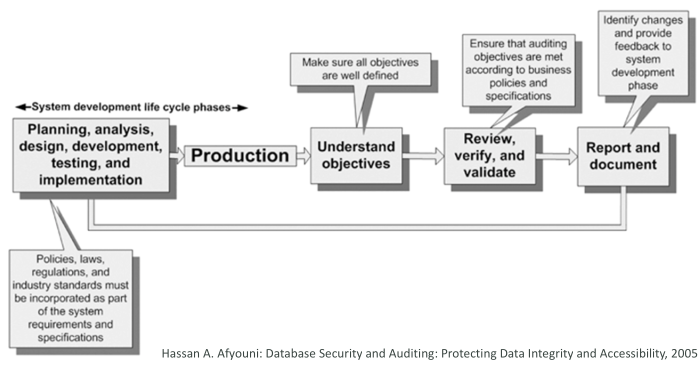 Identify changes
and provide
feedback to
system
development
phase
Ensure that auditing
objectives are met
according to business
policies and
specifications
Make sure all objectives
are well defined
System development life cycle phases
Planning, analysis,
design, development,
testing, and
implementation
Production
Understand
objectives
Review,
verify, and
validate
Report and
document
Policies, laws,
regulations, and
industry standards must
be incorporated as part
of the system
requirements and
specifications
Hassan A. Afyouni: Database Security and Auditing: Protecting Data Integrity and Accessibility, 2005